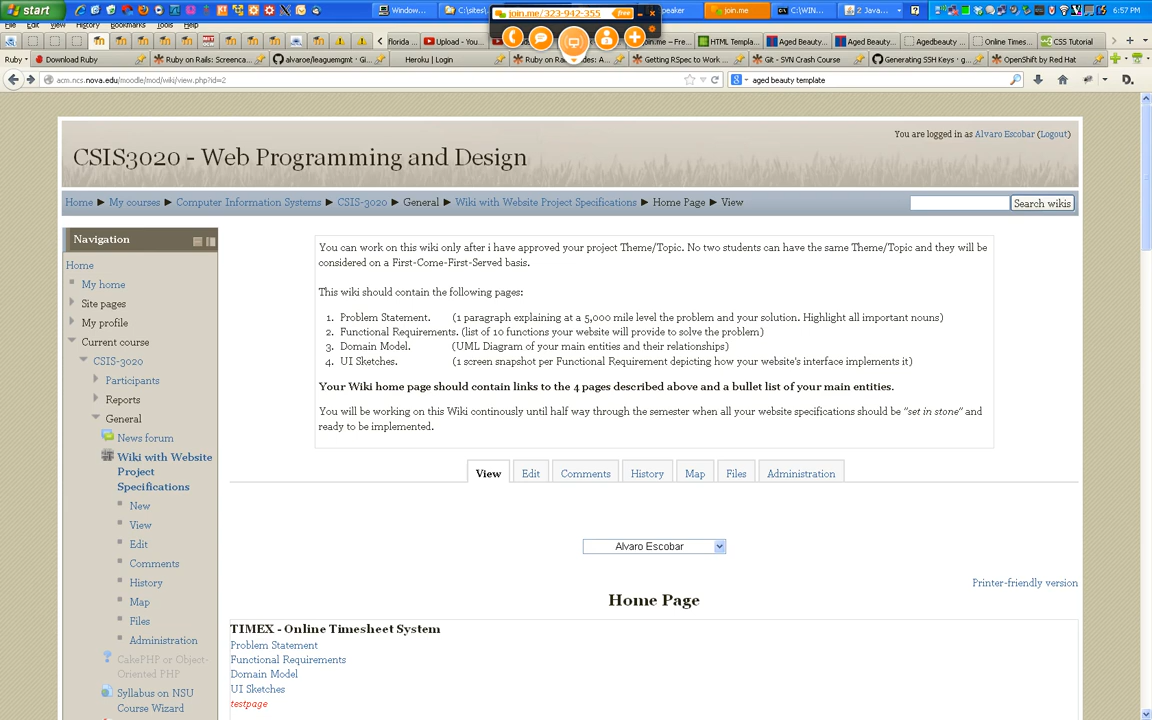 start
Window...
C:\sites\
join.me/323-942-355
free
peaker
join.me
C:\WIN...
2 Java...
6:57 PM
File Edit View History Bookmarks Tools Help
florida ...
Upload - You...
join.me – Fre...
HTML Templa...
Aged Beauty...
Aged Beauty...
Agedbeauty ...
Online Times...
CSS Tutorial
Ruby
Download Ruby
Ruby on Rails: Screenca...
alvaroe/leaguemgmt · Gi...
Heroku | Login
Ruby on Rails
Getting RSpec to Work ...
Git - SVN Crash Course
Generating SSH Keys · g...
OpenShift by Red Hat
acm.ncs.nova.edu/moodle/mod/wiki/view.php?id=2
aged beauty template
You are logged in as Alvaro Escobar (Logout)
CSIS3020 - Web Programming and Design
Home ► My courses ► Computer Information Systems ► CSIS-3020 ► General ► Wiki with Website Project Specifications ► Home Page ► View
Search wikis
Navigation
Home
My home
Site pages
My profile
Current course
CSIS-3020
Participants
Reports
General
News forum
Wiki with Website
Project
Specifications
New
View
Edit
Comments
History
Map
Files
Administration
CakePHP or Object-
Oriented PHP
Syllabus on NSU
Course Wizard
You can work on this wiki only after i have approved your project Theme/Topic. No two students can have the same Theme/Topic and they will be
considered on a First-Come-First-Served basis.
This wiki should contain the following pages:
1. Problem Statement. (1 paragraph explaining at a 5,000 mile level the problem and your solution. Highlight all important nouns)
2. Functional Requirements. (list of 10 functions your website will provide to solve the problem)
3. Domain Model. (UML Diagram of your main entities and their relationships)
4. UI Sketches. (1 screen snapshot per Functional Requirement depicting how your website's interface implements it)
Your Wiki home page should contain links to the 4 pages described above and a bullet list of your main entities.
You will be working on this Wiki continously until half way through the semester when all your website specifications should be "set in stone" and
ready to be implemented.
View Edit Comments History Map Files Administration
Alvaro Escobar
Printer-friendly version
Home Page
TIMEX - Online Timesheet System
Problem Statement
Functional Requirements
Domain Model
UI Sketches
testpage